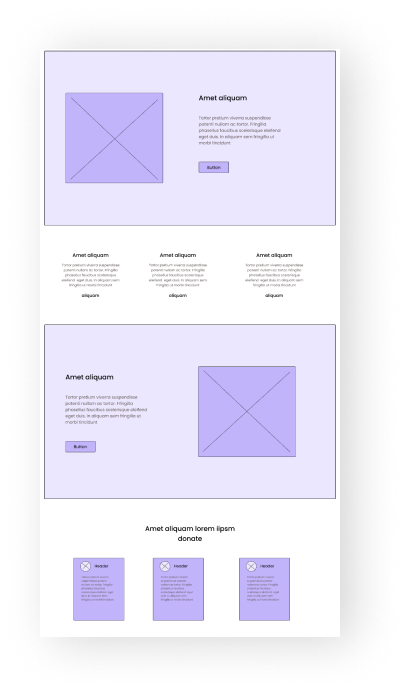 Amet aliquam
Tortor pretium viverra suspendisse
potenti nullam ac tortor. Fringilla
phasellus faucibus scelerisque eleifend
eget duis. In aliquam sem fringilla ut
morbi tincidunt
Button
Amet aliquam
Tortor pretium viverra suspendisse
potenti nullam ac tortor. Fringilla
phasellus faucibus scelerisque
eleifend. eget duis. In aliquam sem
fringilla ut morbi tincidunt
aliquam
Amet aliquam
Tortor pretium viverra suspendisse
potenti nullam ac tortor. Fringilla
phasellus faucibus scelerisque
eleifend. eget duis. In aliquam sem
fringilla ut morbi tincidunt
aliquam
Amet aliquam
Tortor pretium viverra suspendisse
potenti nullam ac tortor. Fringilla
phasellus faucibus scelerisque
eleifend. eget duis. In aliquam sem
fringilla ut morbi tincidunt
aliquam
Amet aliquam
Tortor pretium viverra suspendisse
potenti nullam ac tortor. Fringilla
phasellus faucibus scelerisque eleifend
eget duis. In aliquam sem fringilla ut
morbi tincidunt
Button
Amet aliquam lorem iipsm
donate
Header
Header
Header